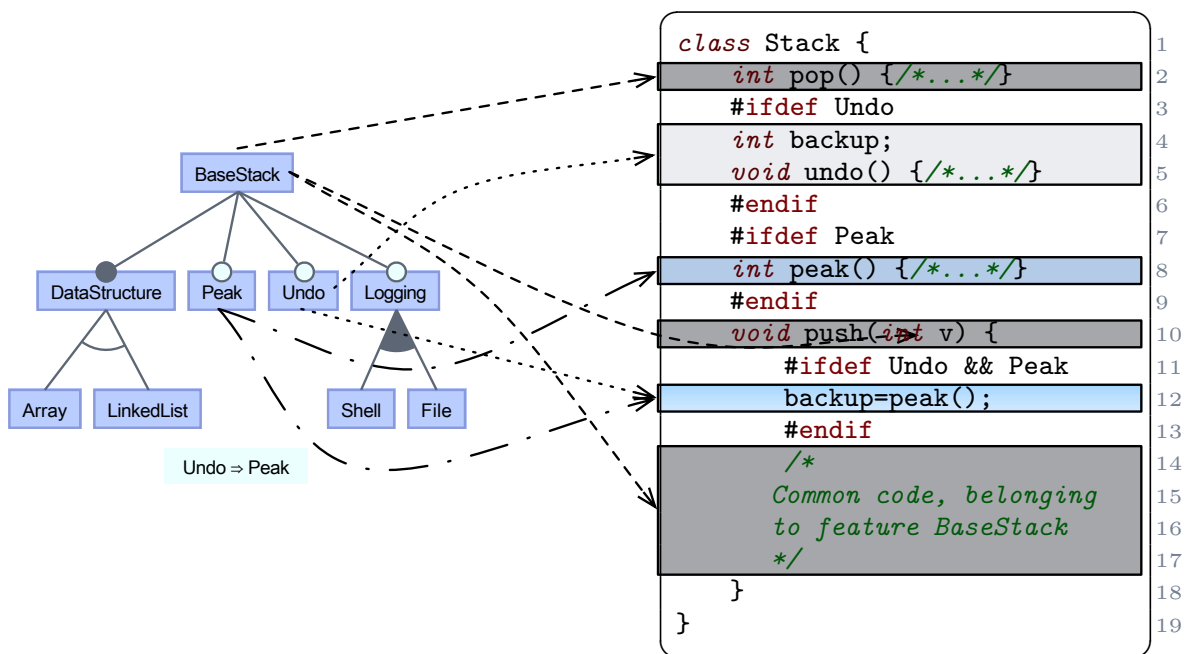 BaseStack
DataStructure
Peak
Undo
Logging
Array
LinkedList
Shell
File
Undo ⇒ Peak
class Stack { 1
int pop() {/*...*/} 2
#ifdef Undo 3
int backup; 4
void undo() {/*...*/} 5
#endif 6
#ifdef Peak 7
int peak() {/*...*/} 8
#endif 9
void push(int v) { 10
#ifdef Undo && Peak 11
backup=peak(); 12
#endif 13
/* 14
Common code, belonging 15
to feature BaseStack 16
*/ 17
} 18
} 19